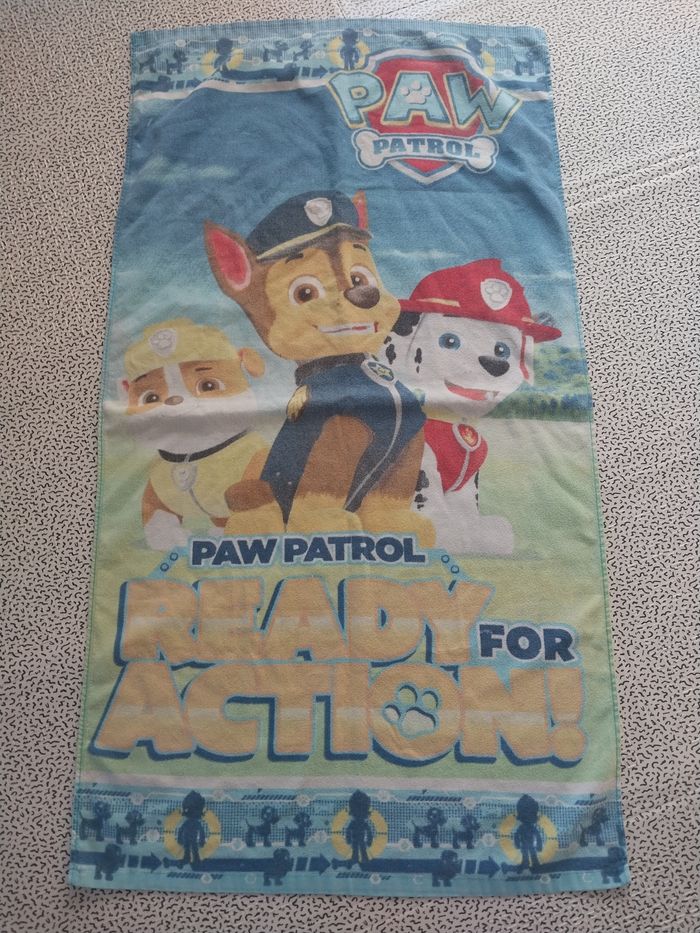 PAW
PATROL
PAW PATROL
READY FOR
ACTION!